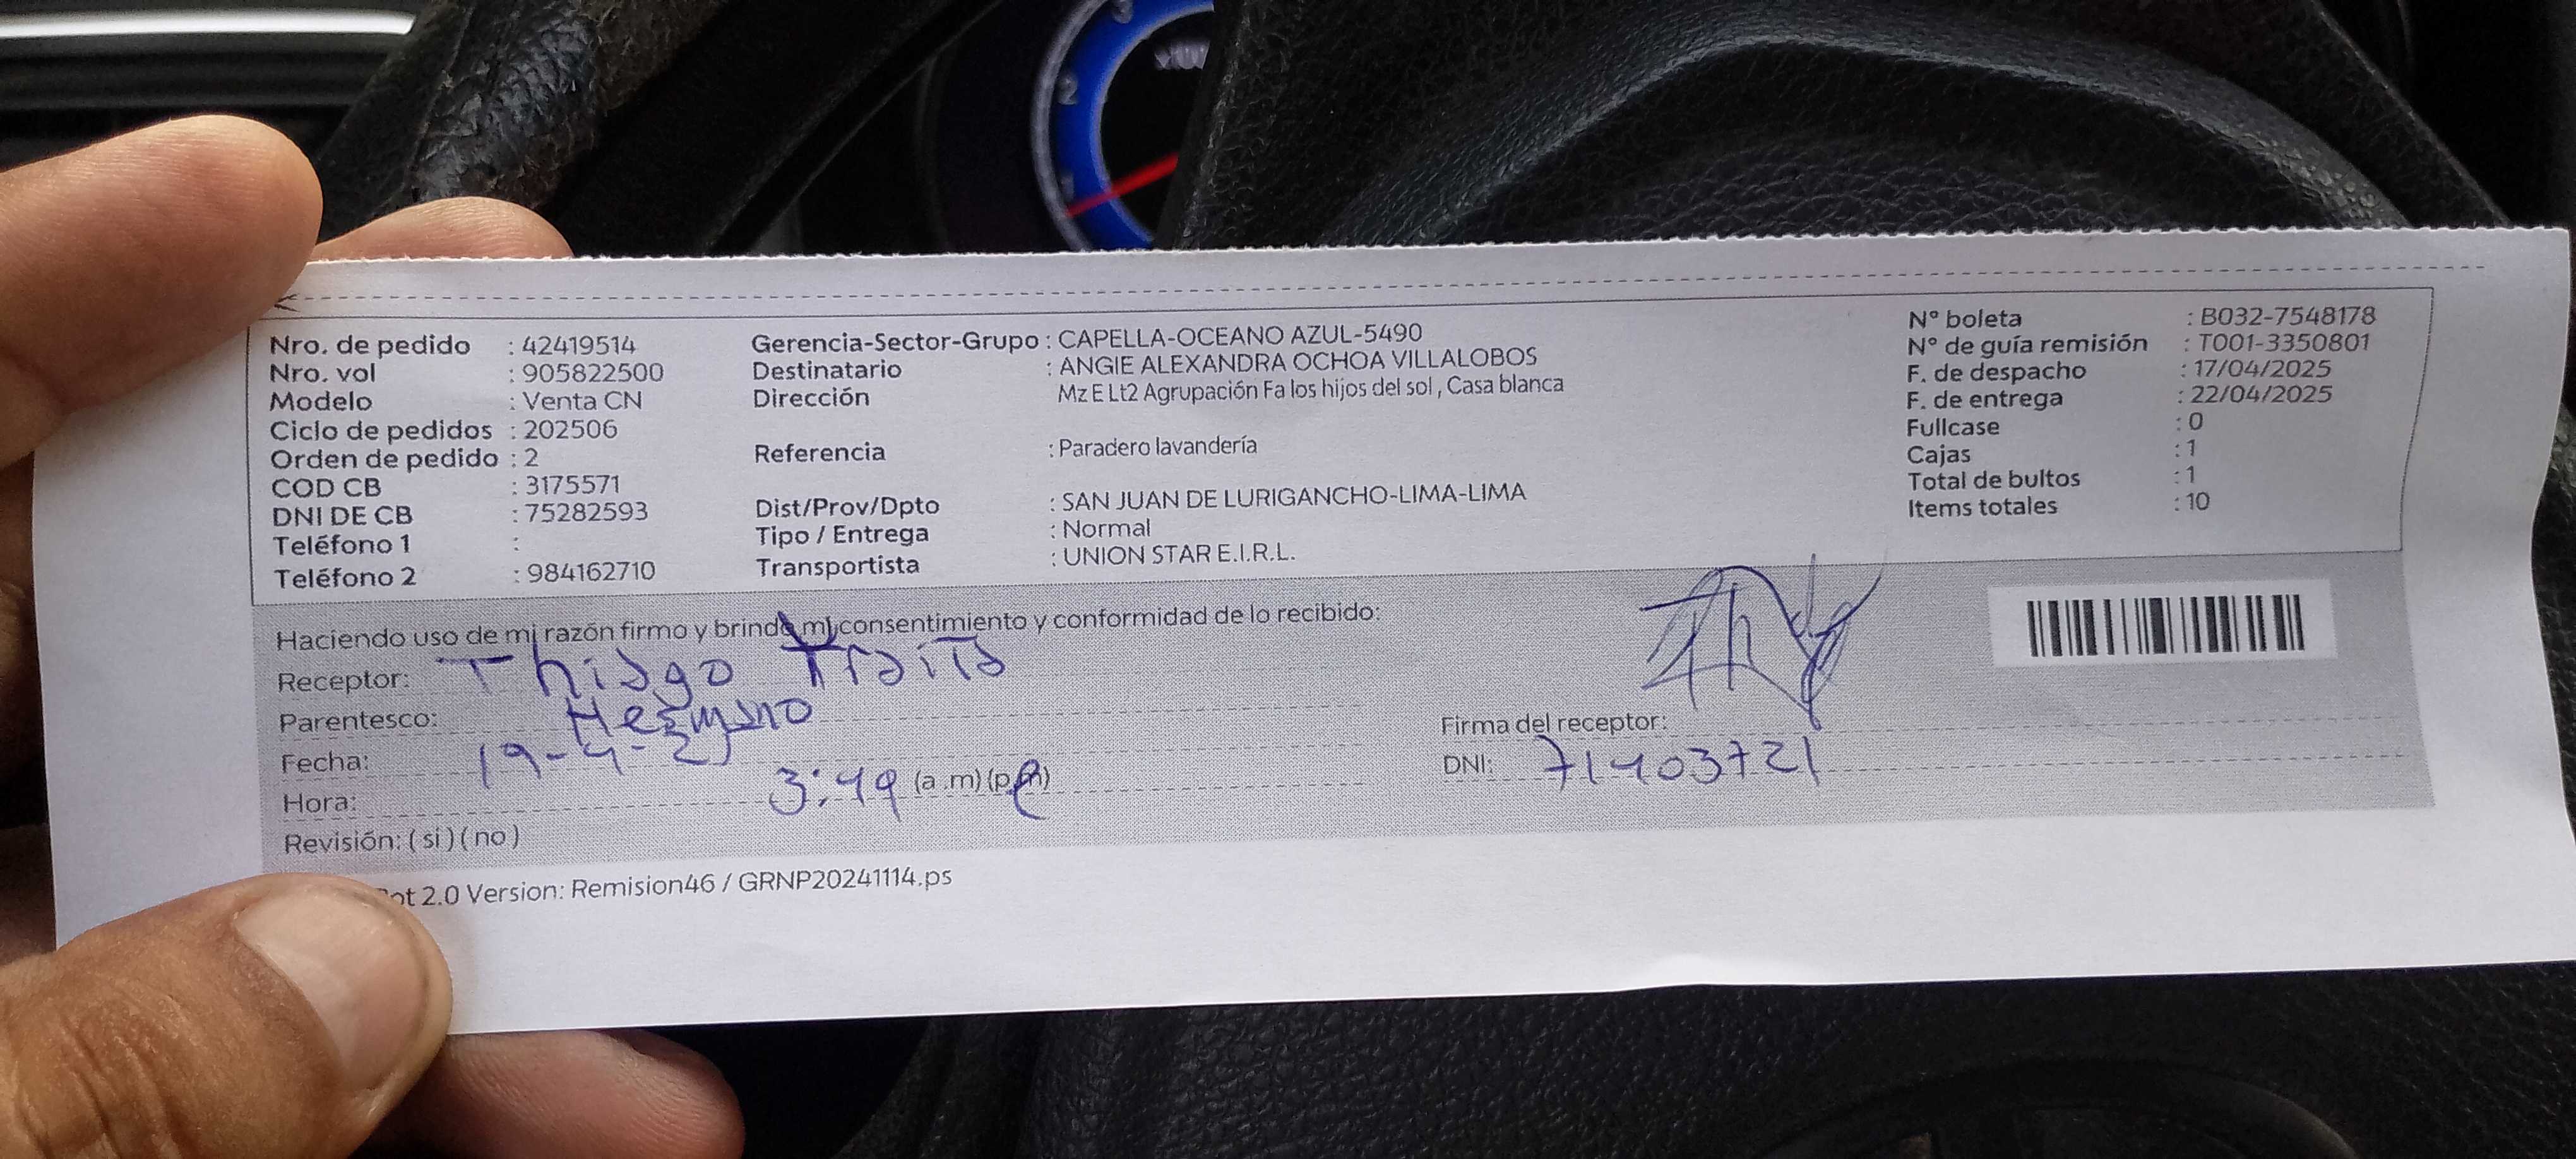 Nro. de pedido : 42419514
Nro. vol : 905822500
Modelo : Venta CN
Ciclo de pedidos : 202506
Orden de pedido : 2
COD CB : 3175571
DNI DE CB : 75282593
Teléfono 1 :
Teléfono 2 : 984162710
Gerencia-Sector-Grupo : CAPELLA-OCEANO AZUL-5490
Destinatario : ANGIE ALEXANDRA OCHOA VILLALOBOS
Dirección Mz E Lt2 Agrupación Fa los hijos del sol , Casa blanca
Referencia : Paradero lavandería
Dist/Prov/Dpto : SAN JUAN DE LURIGANCHO-LIMA-LIMA
Tipo / Entrega : Normal
Transportista : UNION STAR E.I.R.L.
N° boleta : B032-7548178
N° de guía remisión : T001-3350801
F. de despacho : 17/04/2025
F. de entrega : 22/04/2025
Fullcase : 0
Cajas : 1
Total de bultos : 1
Items totales : 10
Haciendo uso de mi razón firmo y brindo mi consentimiento y conformidad de lo recibido:
Receptor: Thiago
Parentesco: Hermano
Fecha: 19-4-25
Hora: 3:49 (a.m) (p.m)
Revisión: ( si ) ( no )
Firma del receptor:
DNI: 71403721
2.0 Version: Remision46 / GRNP20241114.ps
2
3